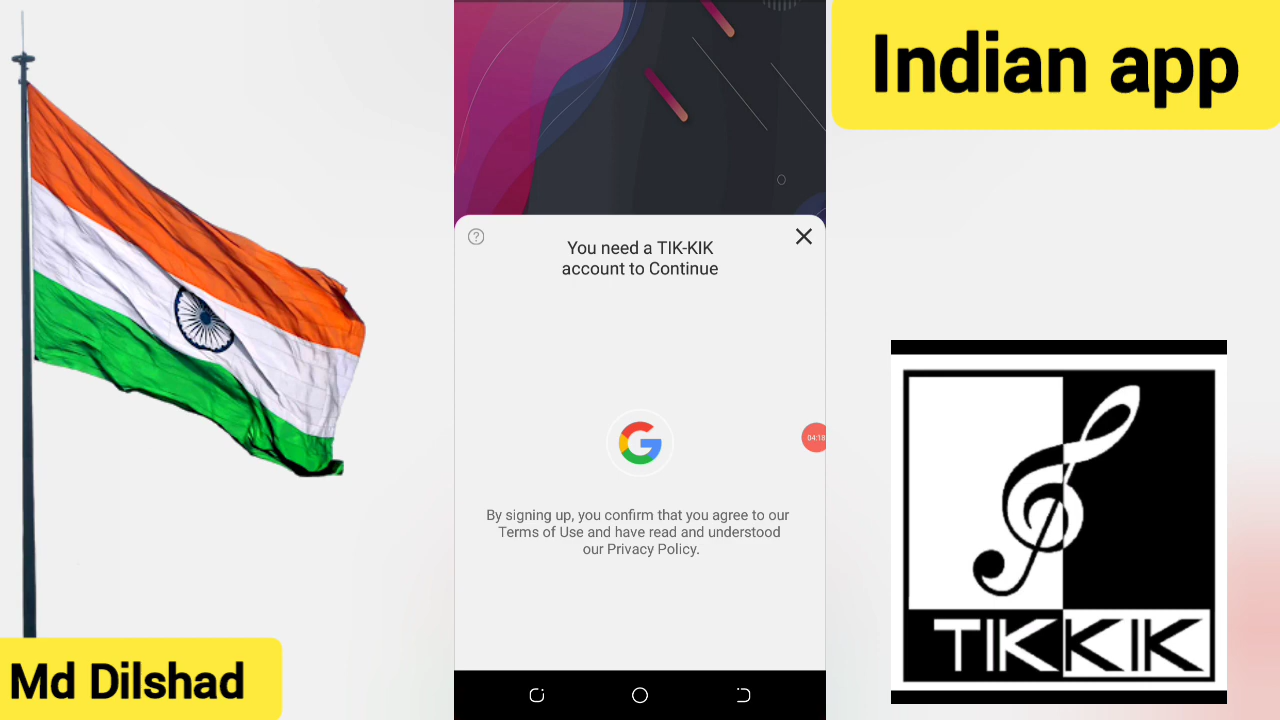 Indian app
You need a TIK-KIK
account to Continue
04:18
By signing up, you confirm that you agree to our
Terms of Use and have read and understood
our Privacy Policy.
TIKKIK
Md Dilshad